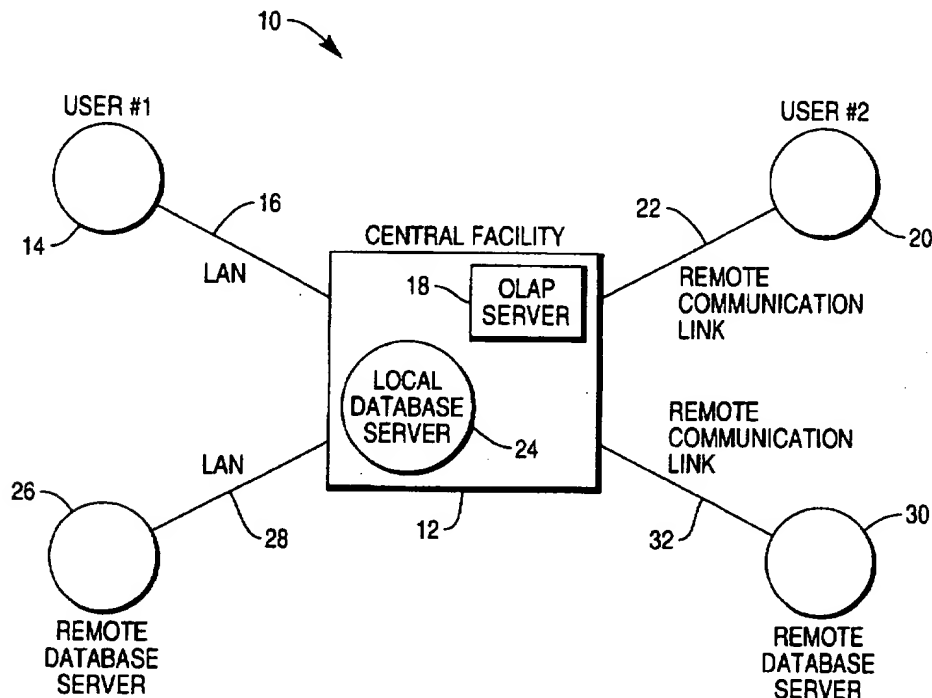 10
USER #1
USER #2
14
16
22
20
CENTRAL FACILITY
LAN
18
OLAP
SERVER
REMOTE
COMMUNICATION
LINK
LOCAL
DATABASE
SERVER
24
REMOTE
COMMUNICATION
LINK
LAN
26
28
12
32
30
REMOTE
DATABASE
SERVER
REMOTE
DATABASE
SERVER